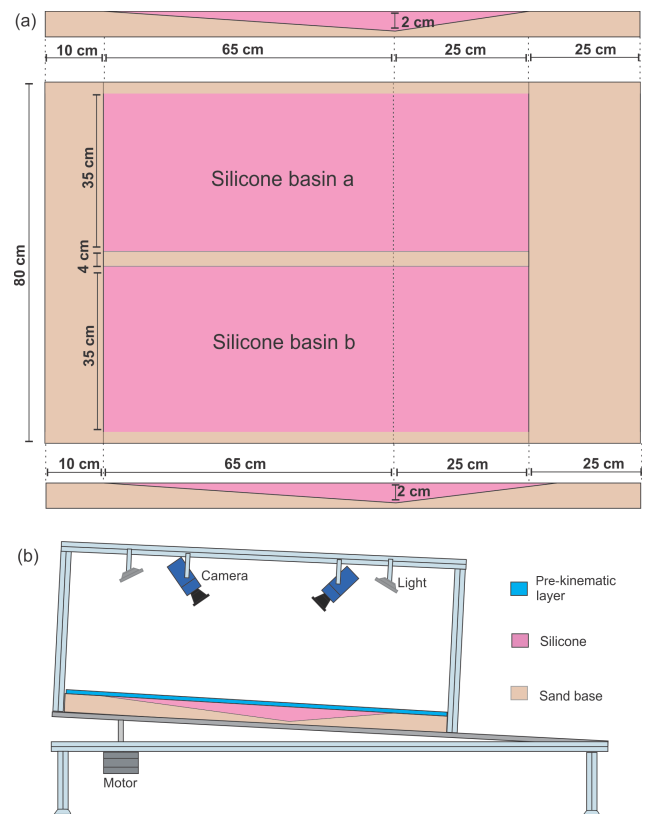 (a)
2 cm
10 cm
65 cm
25 cm
25 cm
35 cm
Silicone basin a
4 cm
80 cm
35 cm
Silicone basin b
10 cm
65 cm
25 cm
25 cm
2 cm
(b)
Camera
Light
Pre-kinematic
layer
Silicone
Sand base
Motor